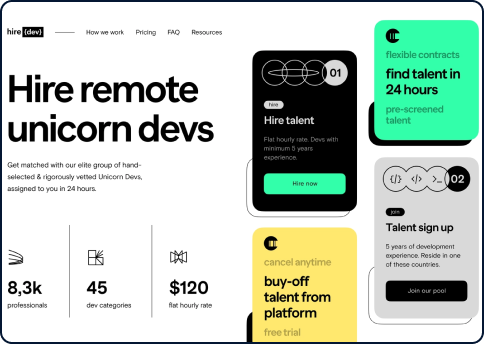 hire {dev}
How we work
Pricing
FAQ
Resources
Hire remote
unicorn devs
Get matched with our elite group of hand-
selected & rigorously vetted Unicorn Devs,
assigned to you in 24 hours.
8,3k
professionals
45
dev categories
$120
flat hourly rate
01
hire
Hire talent
Flat hourly rate. Devs with
minimum 5 years
experience.
Hire now
cancel anytime
buy-off
talent from
platform
free trial
flexible contracts
find talent in
24 hours
pre-screened
talent
{/}
</>
>_
02
join
Talent sign up
5 years of development
experience. Reside in one
of these countries.
Join our pool